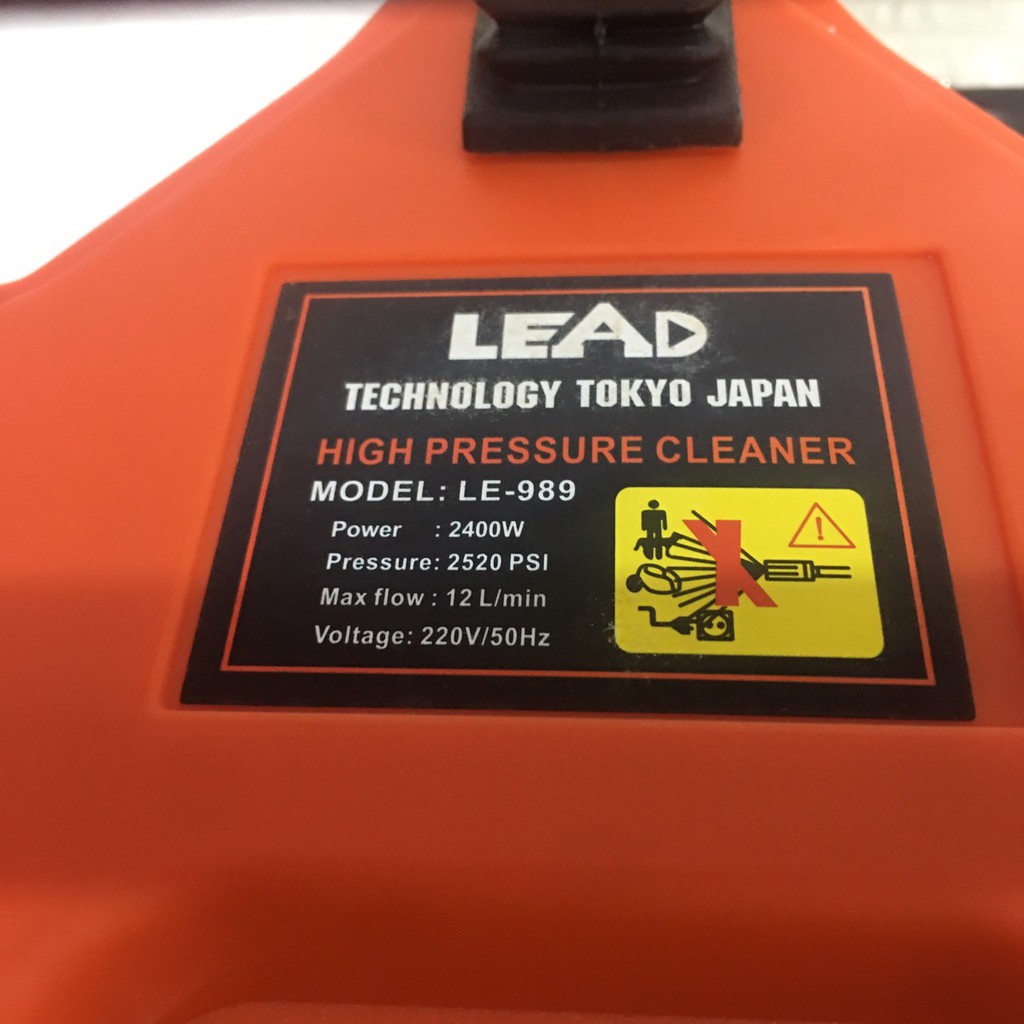 LEAD
TECHNOLOGY TOKYO JAPAN
HIGH PRESSURE CLEANER
MODEL: LE-989
Power : 2400W
Pressure: 2520 PSI
Max flow : 12 L/min
Voltage: 220V/50Hz